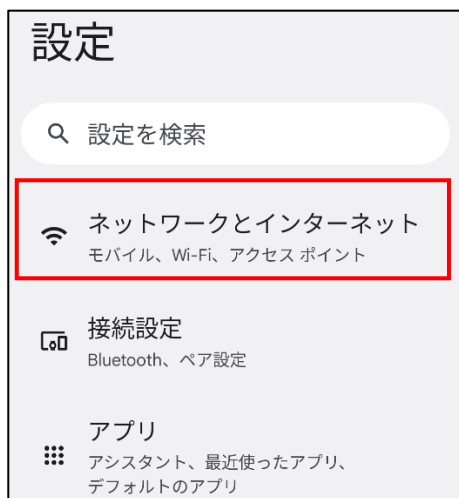 設定
設定を検索
ネットワークとインターネット
モバイル、Wi-Fi、アクセス ポイント
接続設定
Bluetooth、ペア設定
アプリ
アシスタント、最近使ったアプリ、
デフォルトのアプリ